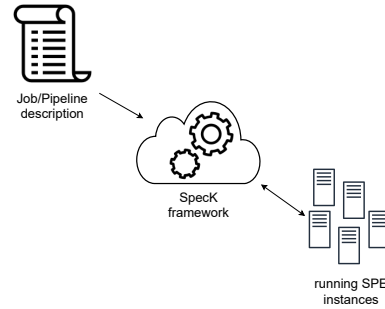 Job/Pipeline
description
SpecK
framework
running SPE
instances